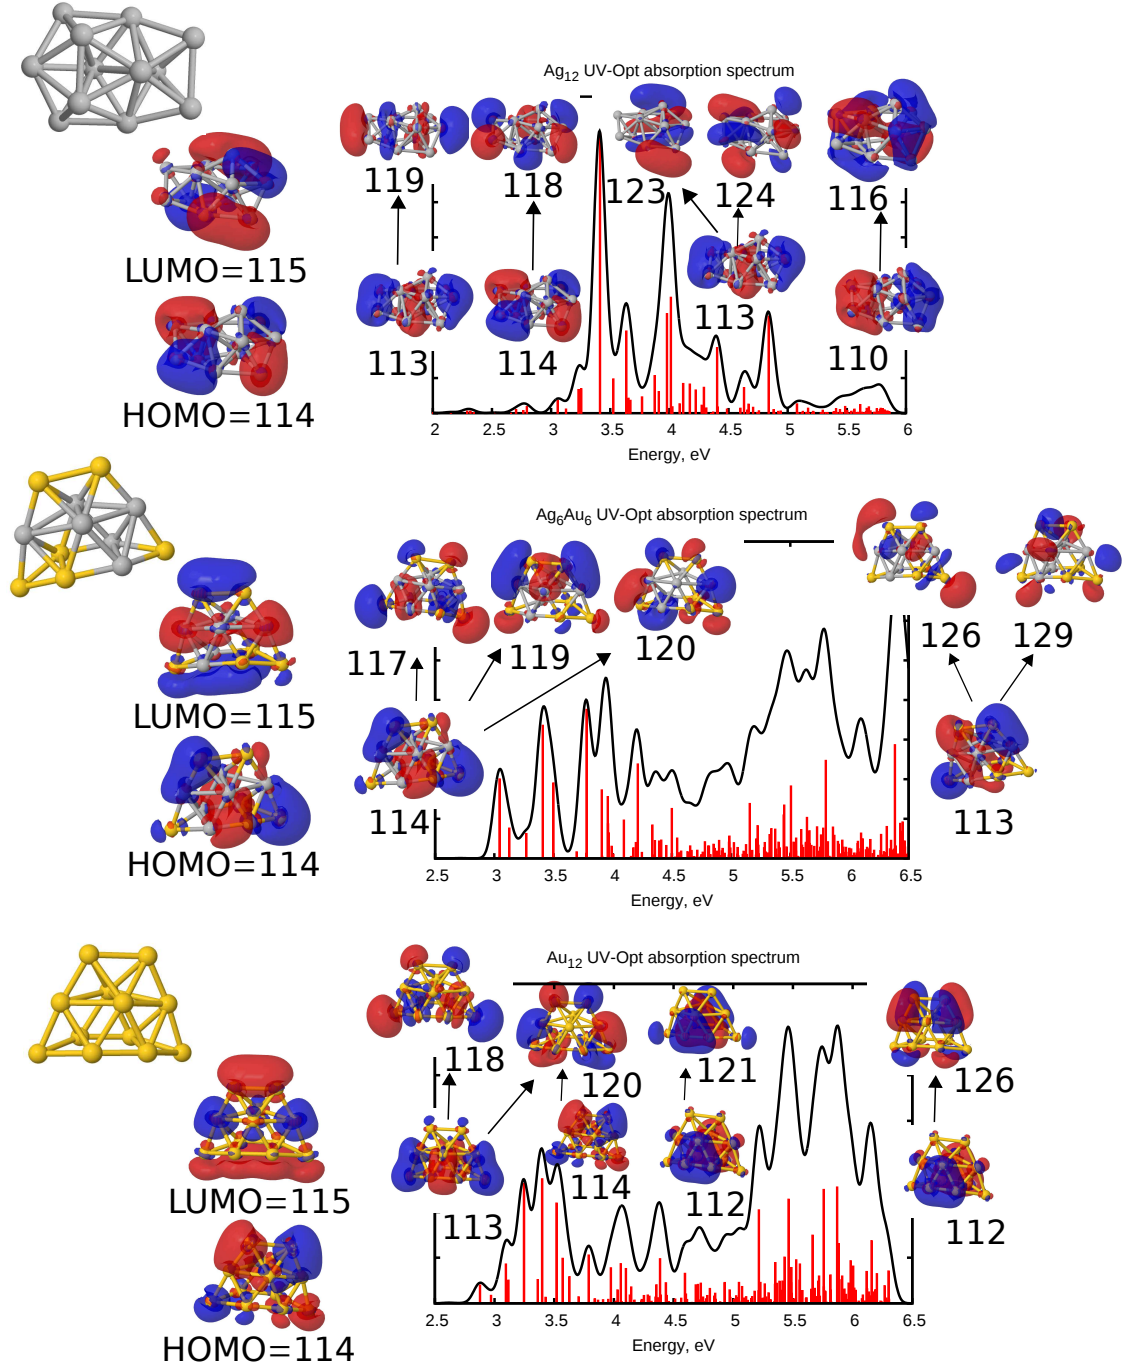 Ag12 UV-Opt absorption spectrum
119
118
123
124
116
LUMO=115
113
114
113
110
HOMO=114
2 2.5 3 3.5 4 4.5 5 5.5 6
Energy, eV
Ag6Au6 UV-Opt absorption spectrum
117
119
120
126
129
LUMO=115
114
113
HOMO=114
2.5 3 3.5 4 4.5 5 5.5 6 6.5
Energy, eV
Au12 UV-Opt absorption spectrum
118
120
121
126
LUMO=115
113
114
112
112
HOMO=114
2.5 3 3.5 4 4.5 5 5.5 6 6.5
Energy, eV